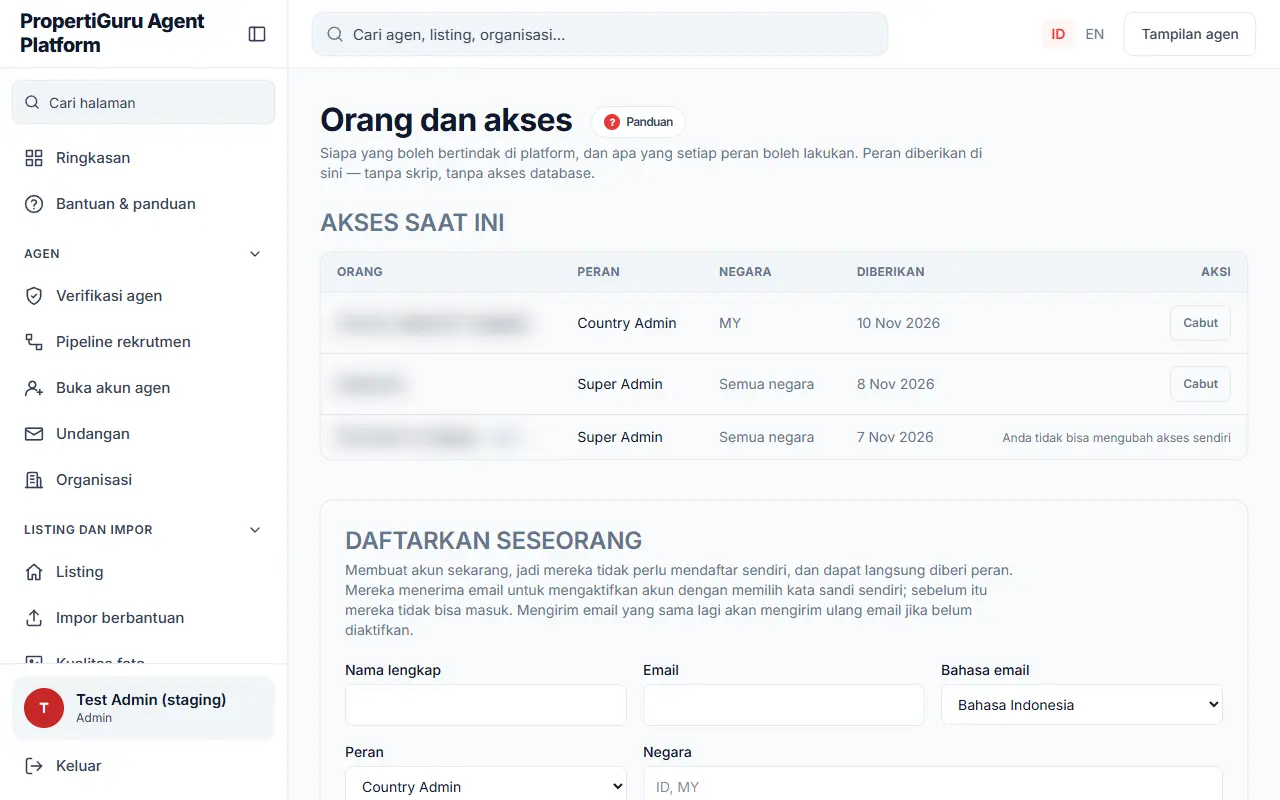 PropertiGuru Agent
Platform
Cari agen, listing, organisasi...
ID
EN
Tampilan agen
Cari halaman
Ringkasan
Bantuan & panduan
AGEN
Verifikasi agen
Pipeline rekrutmen
Buka akun agen
Undangan
Organisasi
LISTING DAN IMPOR
Listing
Impor berbantuan
Kualitas foto
T
Test Admin (staging)
Admin
Keluar
Orang dan akses
? Panduan
Siapa yang boleh bertindak di platform, dan apa yang setiap peran boleh lakukan. Peran diberikan di
sini — tanpa skrip, tanpa akses database.
AKSES SAAT INI
ORANG PERAN NEGARA DIBERIKAN AKSI
Country Admin MY 10 Nov 2026 Cabut
Super Admin Semua negara 8 Nov 2026 Cabut
Super Admin Semua negara 7 Nov 2026 Anda tidak bisa mengubah akses sendiri
DAFTARKAN SESEORANG
Membuat akun sekarang, jadi mereka tidak perlu mendaftar sendiri, dan dapat langsung diberi peran.
Mereka menerima email untuk mengaktifkan akun dengan memilih kata sandi sendiri; sebelum itu
mereka tidak bisa masuk. Mengirim email yang sama lagi akan mengirim ulang email jika belum
diaktifkan.
Nama lengkap Email Bahasa email
Bahasa Indonesia
Peran Negara
Country Admin ID, MY